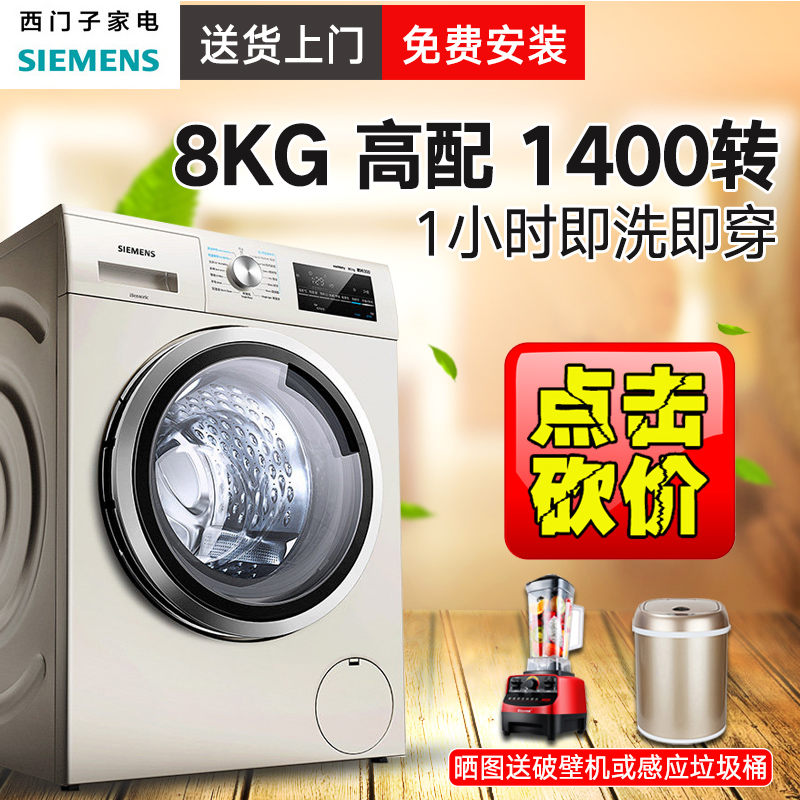 西门子家电
SIEMENS
送货上门 免费安装
8KG 高配 1400转
1小时即洗即穿
SIEMENS
点击
砍价
晒图送破壁机或感应垃圾桶